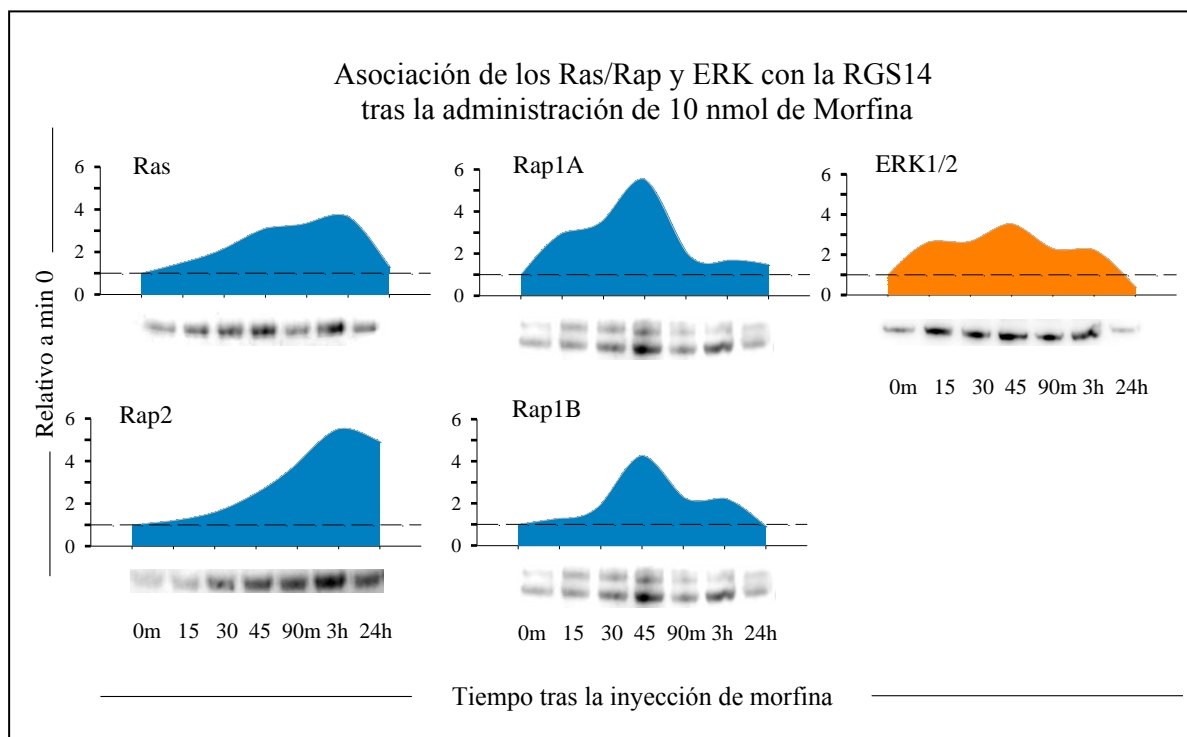 Asociación de los Ras/Rap y ERK con la RGS14
tras la administración de 10 nmol de Morfina
Relativo a min 0
Ras
6
4
2
0
Rap1A
6
4
2
0
ERK1/2
6
4
2
0
0m 15 30 45 90m 3h 24h
Rap2
6
4
2
0
0m 15 30 45 90m 3h 24h
Rap1B
6
4
2
0
0m 15 30 45 90m 3h 24h
Tiempo tras la inyección de morfina